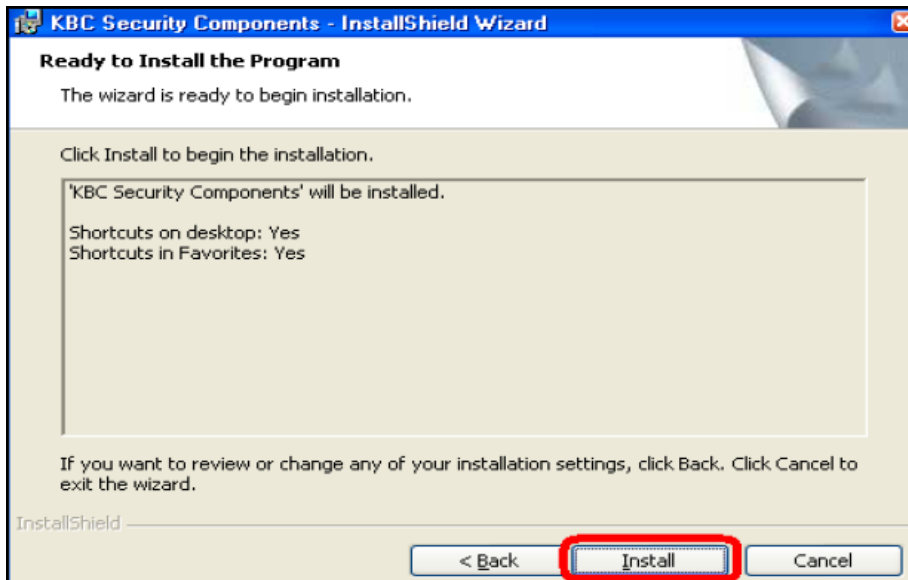 KBC Security Components - InstallShield Wizard
Ready to Install the Program
The wizard is ready to begin installation.
Click Install to begin the installation.
'KBC Security Components' will be installed.
Shortcuts on desktop: Yes
Shortcuts in Favorites: Yes
If you want to review or change any of your installation settings, click Back. Click Cancel to
exit the wizard.
InstallShield
< Back Install Cancel